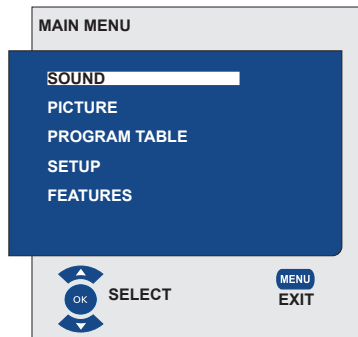 MAIN MENU
SOUND
PICTURE
PROGRAM TABLE
SETUP
FEATURES
OK
SELECT
MENU
EXIT